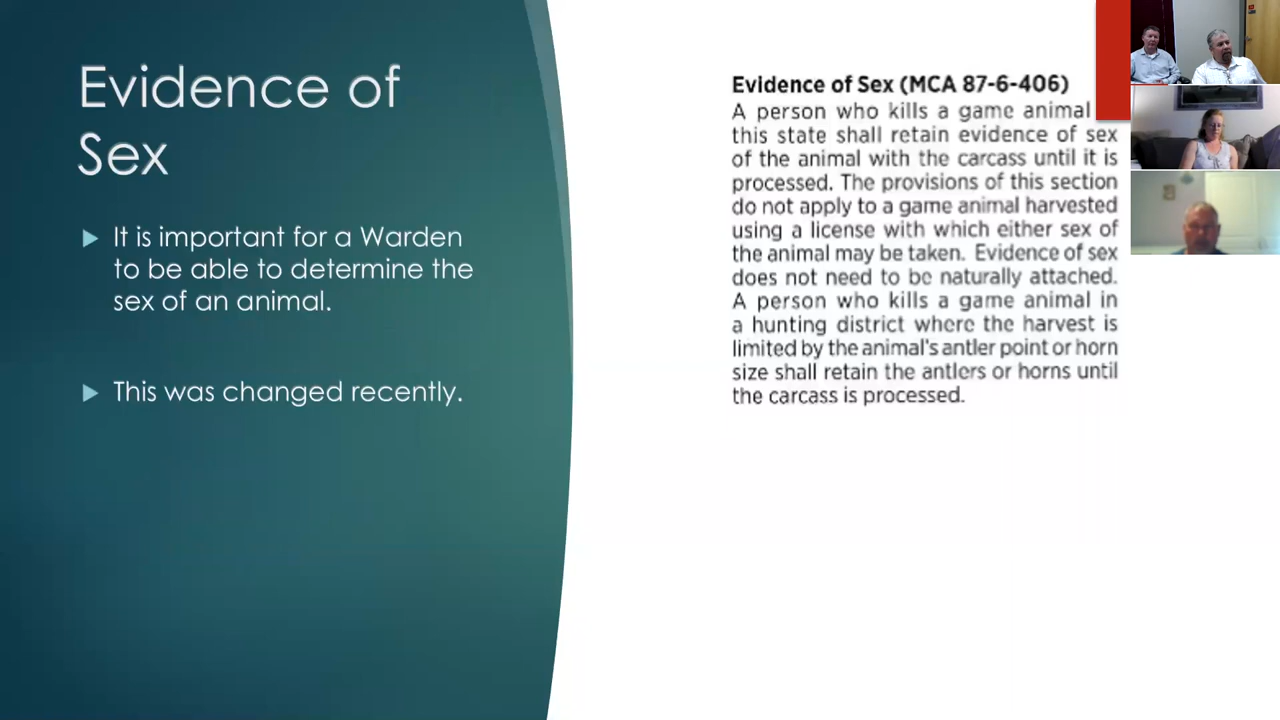 Evidence of
Sex
It is important for a Warden
to be able to determine the
sex of an animal.
This was changed recently.
Evidence of Sex (MCA 87-6-406)
A person who kills a game animal
this state shall retain evidence of sex
of the animal with the carcass until it is
processed. The provisions of this section
do not apply to a game animal harvested
using a license with which either sex of
the animal may be taken. Evidence of sex
does not need to be naturally attached.
A person who kills a game animal in
a hunting district where the harvest is
limited by the animal's antler point or horn
size shall retain the antlers or horns until
the carcass is processed.